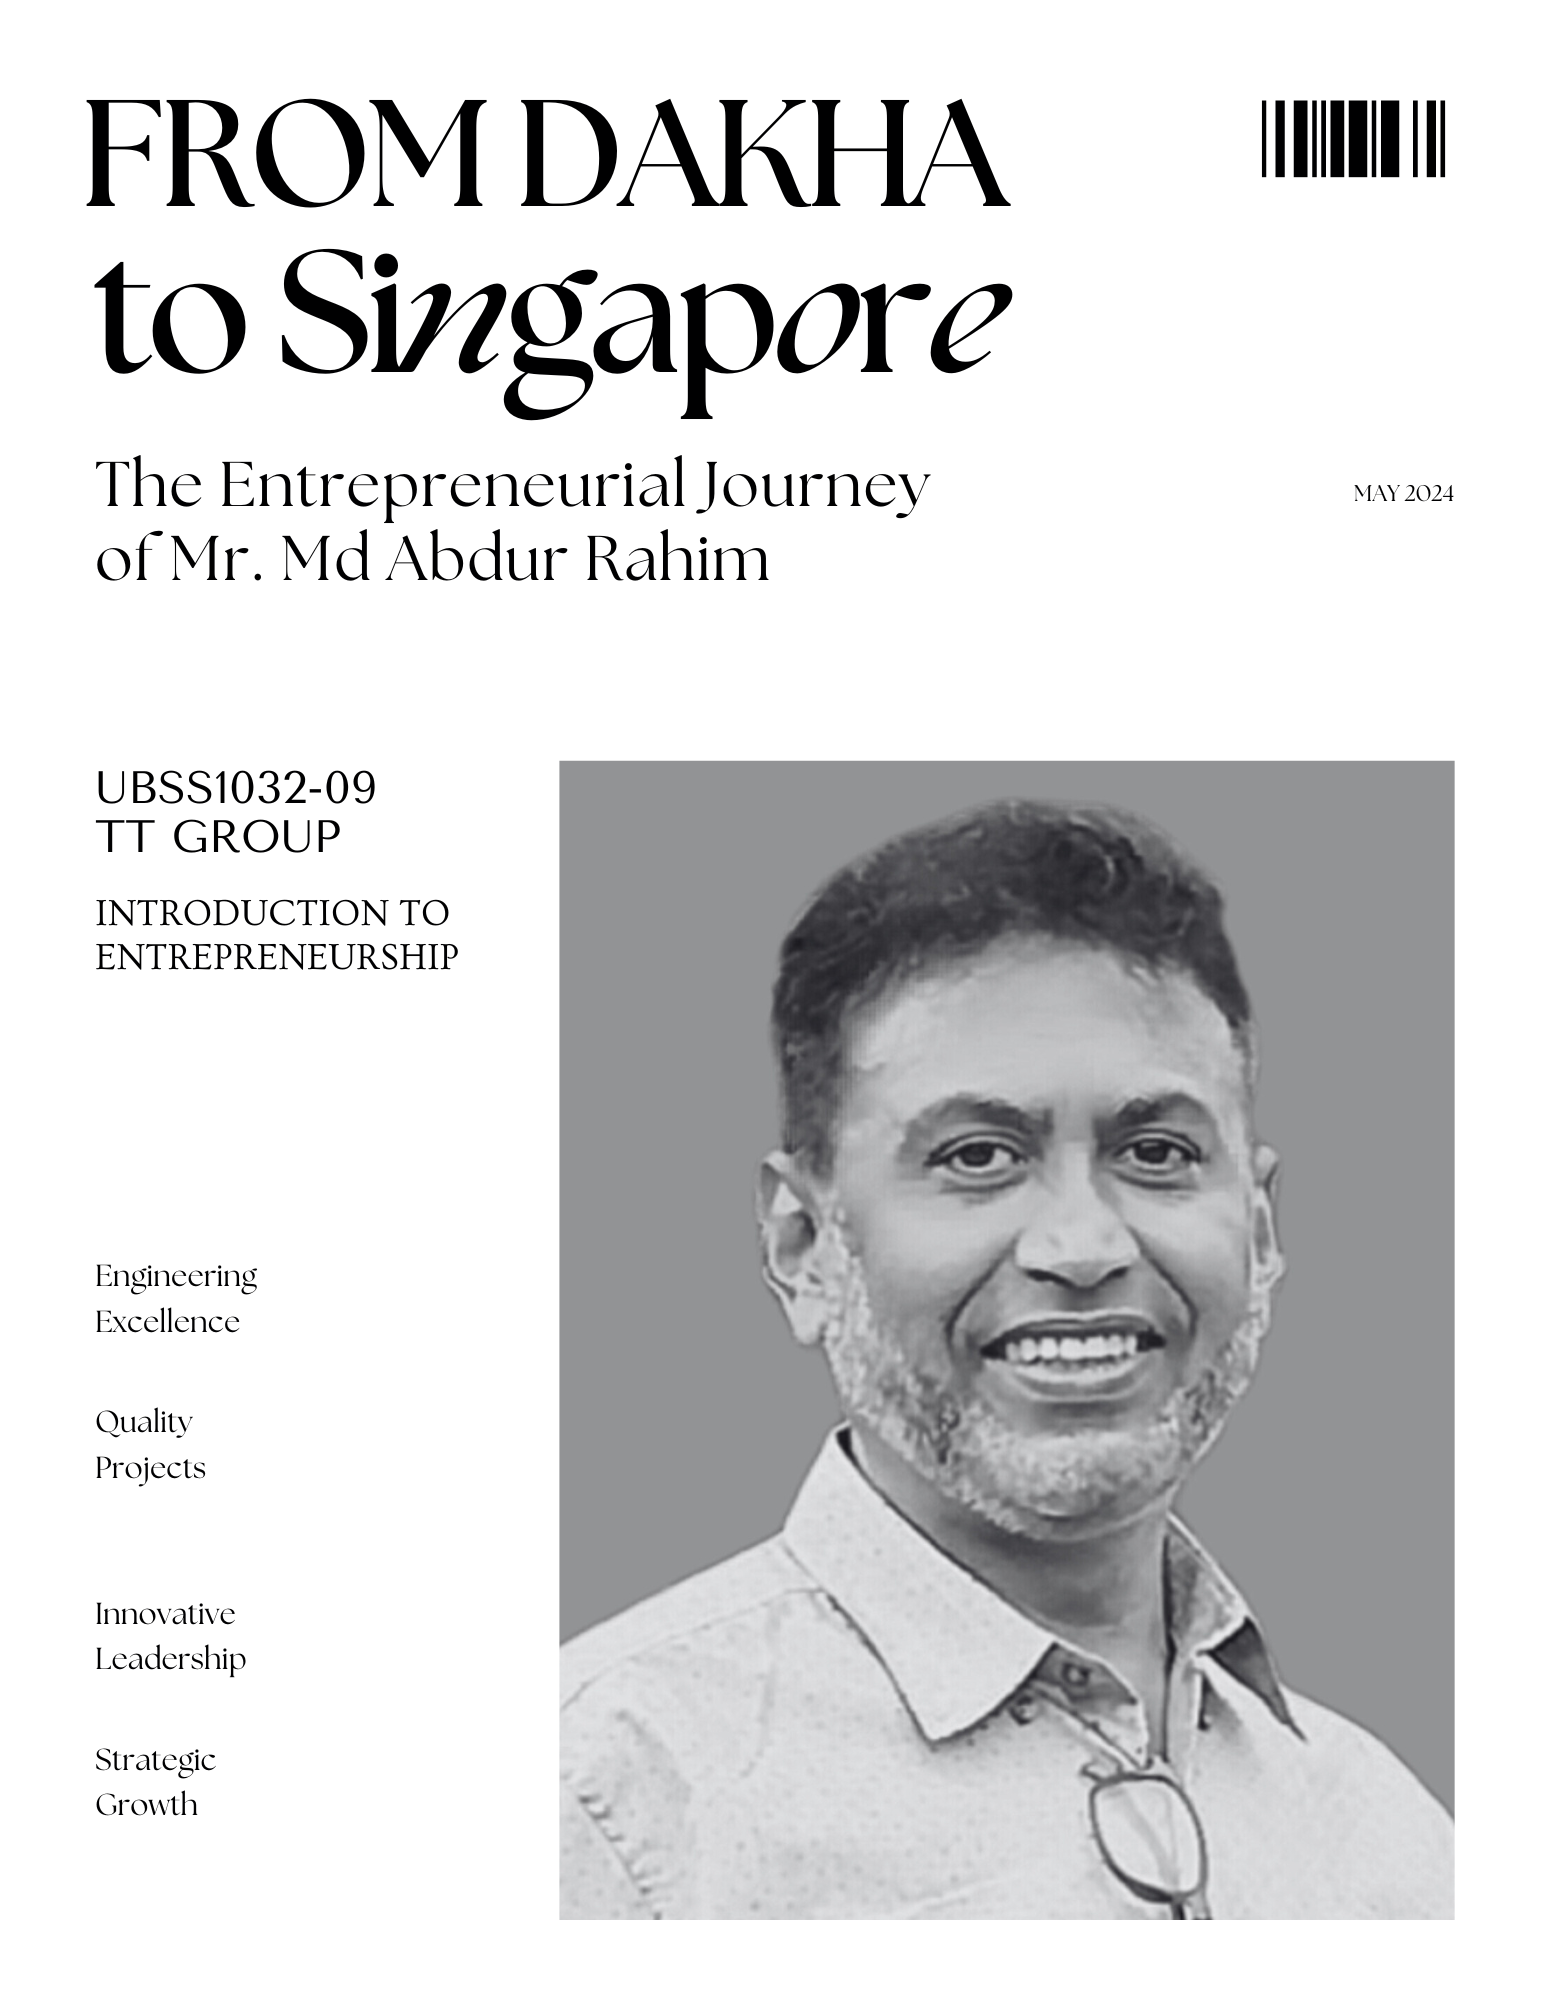 FROM DAKHA
to Singapore
The Entrepreneurial Journey
of Mr. Md Abdur Rahim
MAY 2024
UBSS1032-09
TT GROUP
INTRODUCTION TO
ENTREPRENEURSHIP
Engineering
Excellence
Quality
Projects
Innovative
Leadership
Strategic
Growth